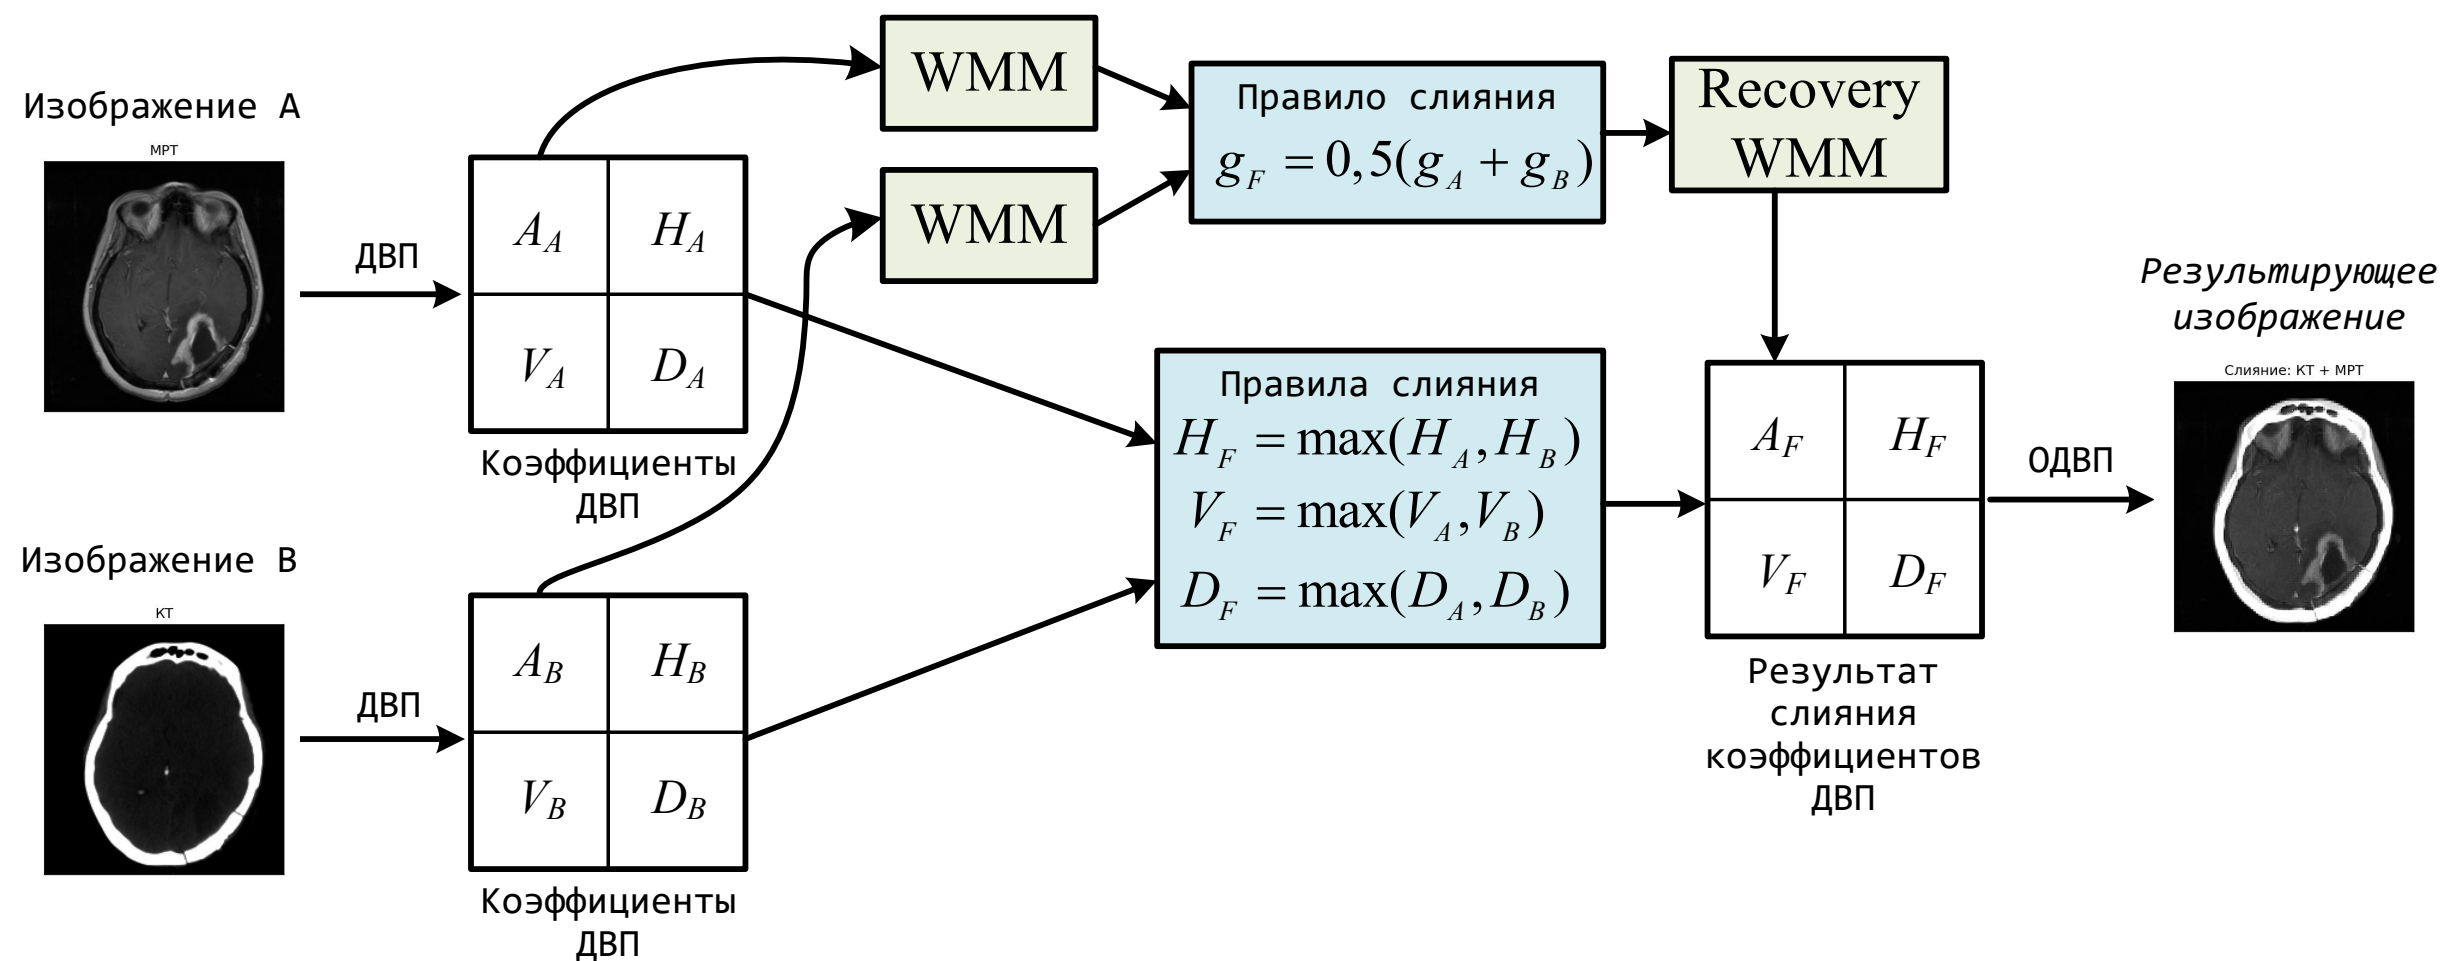 Изображение А
МРТ
ДВП
A_A H_A
V_A D_A
Коэффициенты
ДВП
Изображение В
КТ
ДВП
A_B H_B
V_B D_B
Коэффициенты
ДВП
WMM
WMM
Правило слияния
g_F = 0,5(g_A + g_B)
Recovery
WMM
Правила слияния
H_F = max(H_A, H_B)
V_F = max(V_A, V_B)
D_F = max(D_A, D_B)
A_F H_F
V_F D_F
Результат
слияния
коэффициентов
ДВП
ОДВП
Результирующее
изображение
Слияние: КТ + МРТ